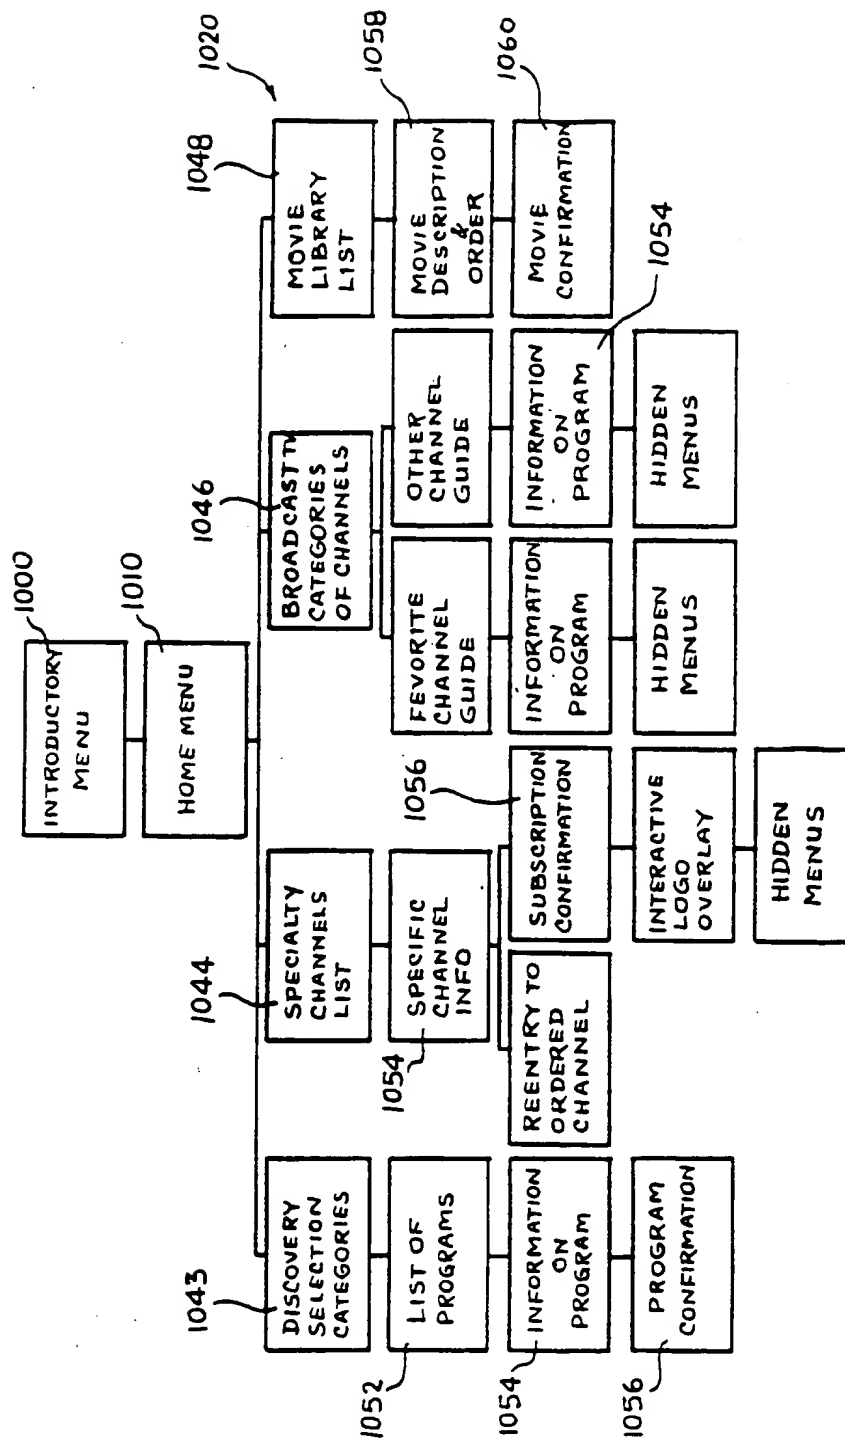 1000
INTRODUCTORY
MENU
1010
HOME MENU
1020
1043
DISCOVERY
SELECTION
CATEGORIES
1044
SPECIALTY
CHANNELS
LIST
1046
BROADCAST TV
CATEGORIES
OF CHANNELS
1048
MOVIE
LIBRARY
LIST
1052
LIST OF
PROGRAMS
1054
SPECIFIC
CHANNEL
INFO
FEVORITE
CHANNEL
GUIDE
OTHER
CHANNEL
GUIDE
1058
MOVIE
DESCRIPTION
&
ORDER
1054
INFORMATION
ON
PROGRAM
REENTRY TO
ORDERED
CHANNEL
1056
SUBSCRIPTION
CONFIRMATION
INFORMATION
ON
PROGRAM
INFORMATION
ON
PROGRAM
1054
1060
MOVIE
CONFIRMATION
1056
PROGRAM
CONFIRMATION
INTERACTIVE
LOGO
OVERLAY
HIDDEN
MENUS
HIDDEN
MENUS
HIDDEN
MENUS